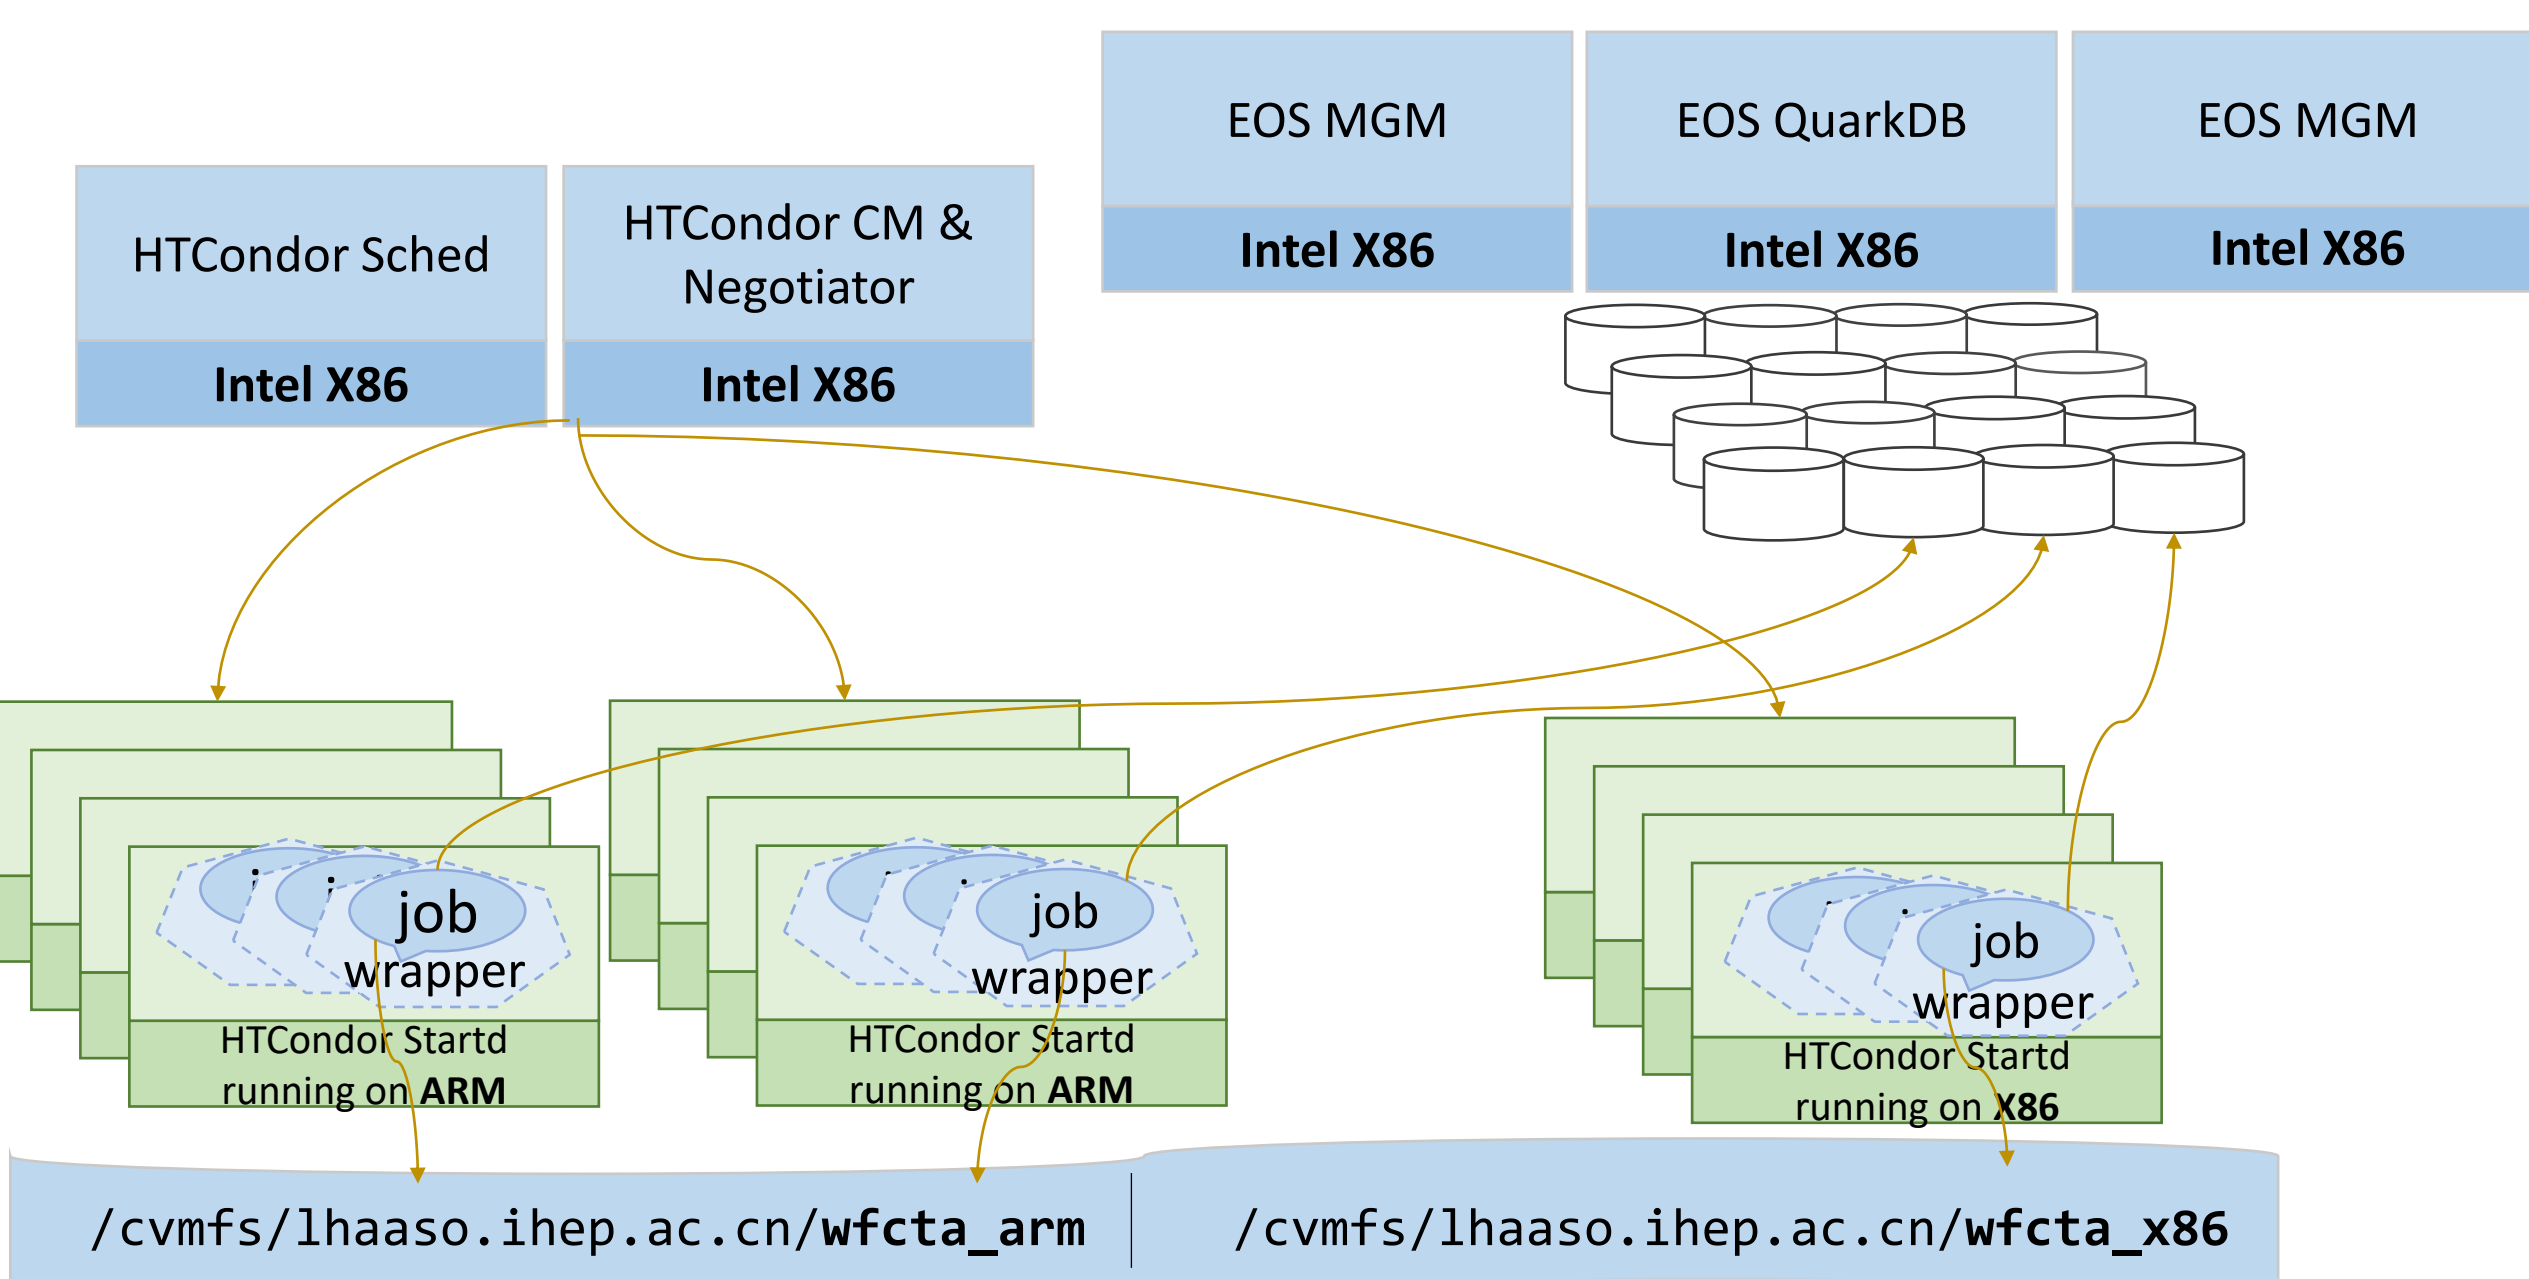 EOS MGM
Intel X86
EOS QuarkDB
Intel X86
EOS MGM
Intel X86
HTCondor Sched
Intel X86
HTCondor CM &
Negotiator
Intel X86
job
wrapper
HTCondor Startd
running on ARM
job
wrapper
HTCondor Startd
running on ARM
job
wrapper
HTCondor Startd
running on X86
/cvmfs/lhaaso.ihep.ac.cn/wfcta_arm
/cvmfs/lhaaso.ihep.ac.cn/wfcta_x86